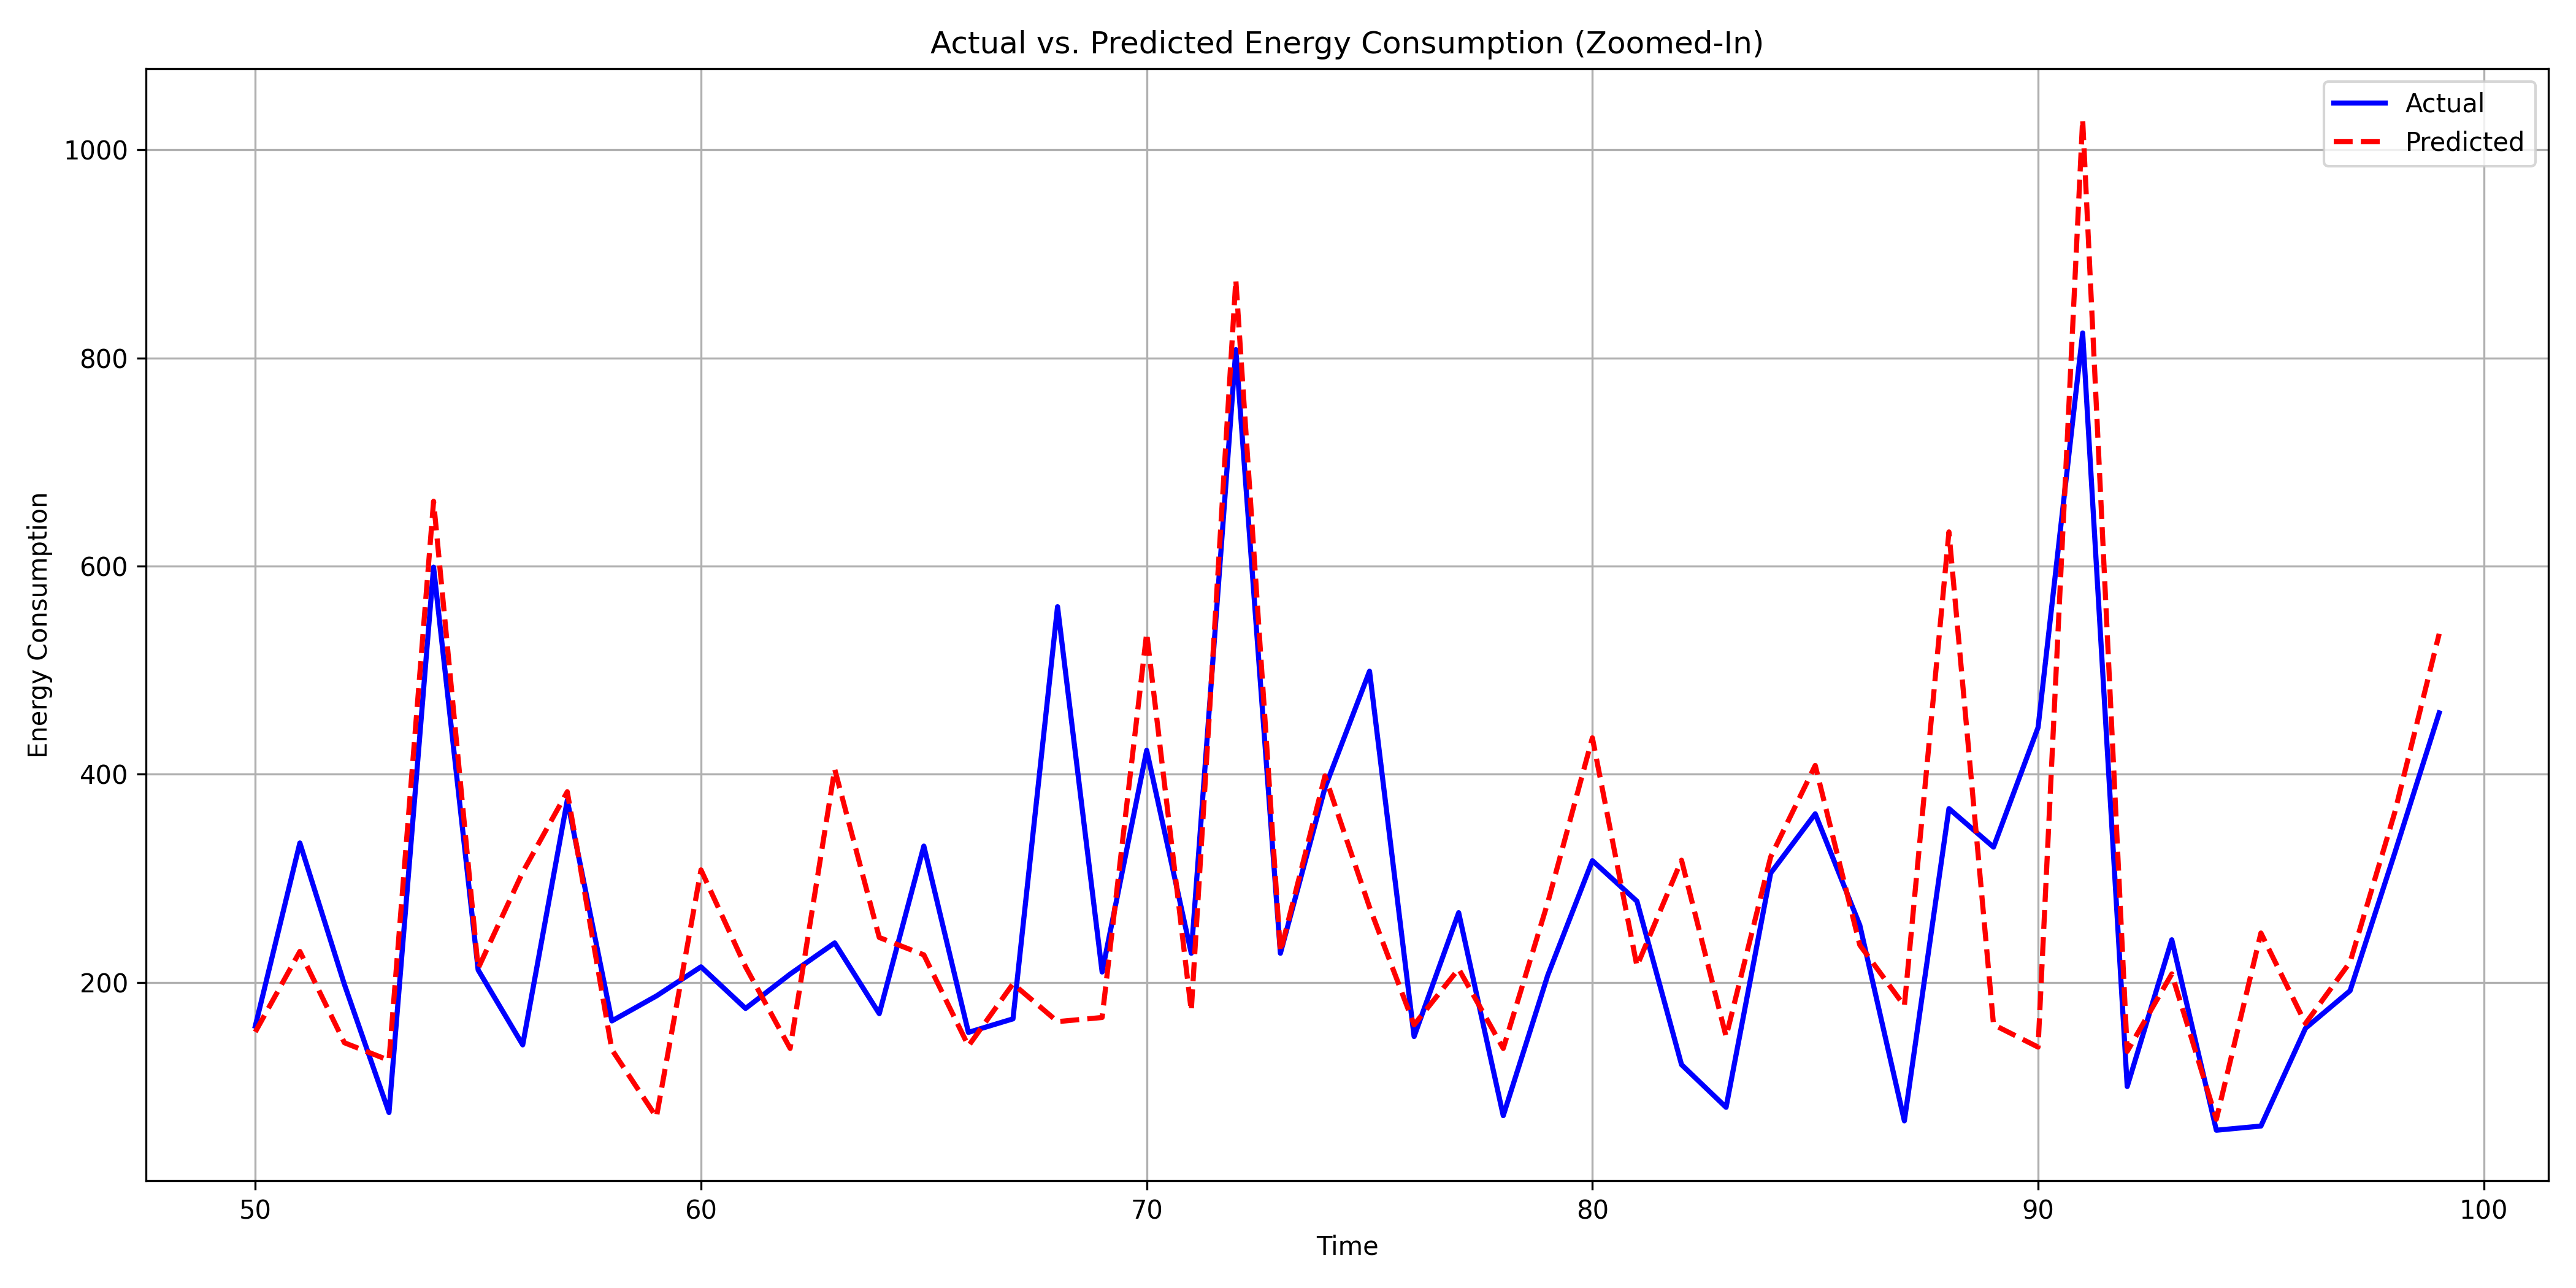 Actual vs. Predicted Energy Consumption (Zoomed-In)
Actual
Predicted
Energy Consumption
1000
800
600
400
200
50
60
70
80
90
100
Time